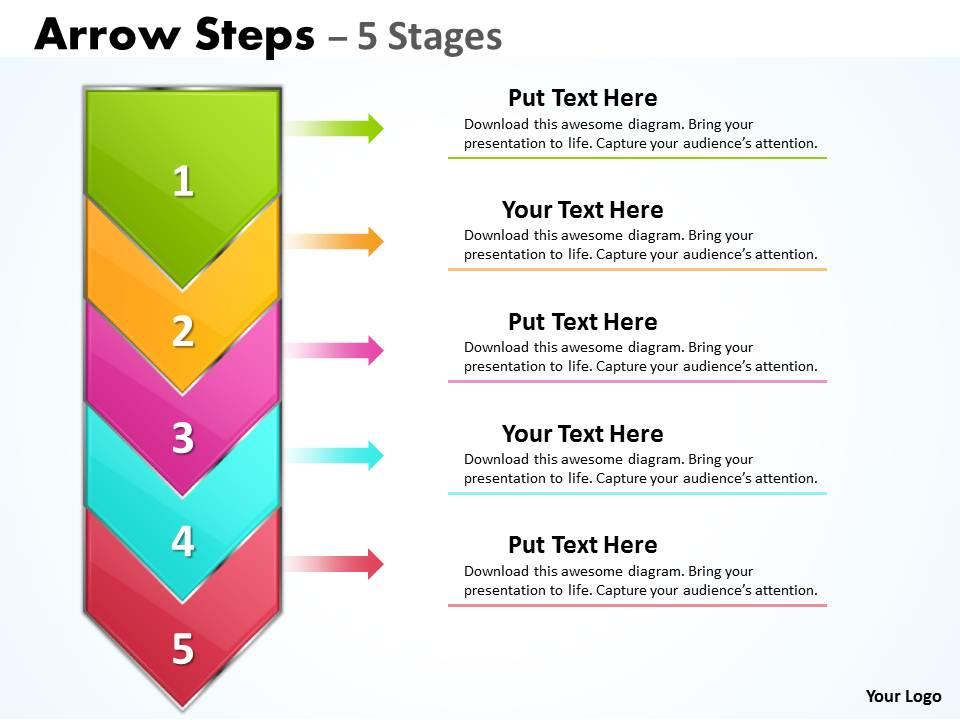 Arrow Steps – 5 Stages
1
Put Text Here
Download this awesome diagram. Bring your
presentation to life. Capture your audience’s attention.
2
Your Text Here
Download this awesome diagram. Bring your
presentation to life. Capture your audience’s attention.
3
Put Text Here
Download this awesome diagram. Bring your
presentation to life. Capture your audience’s attention.
4
Your Text Here
Download this awesome diagram. Bring your
presentation to life. Capture your audience’s attention.
5
Put Text Here
Download this awesome diagram. Bring your
presentation to life. Capture your audience’s attention.
Your Logo